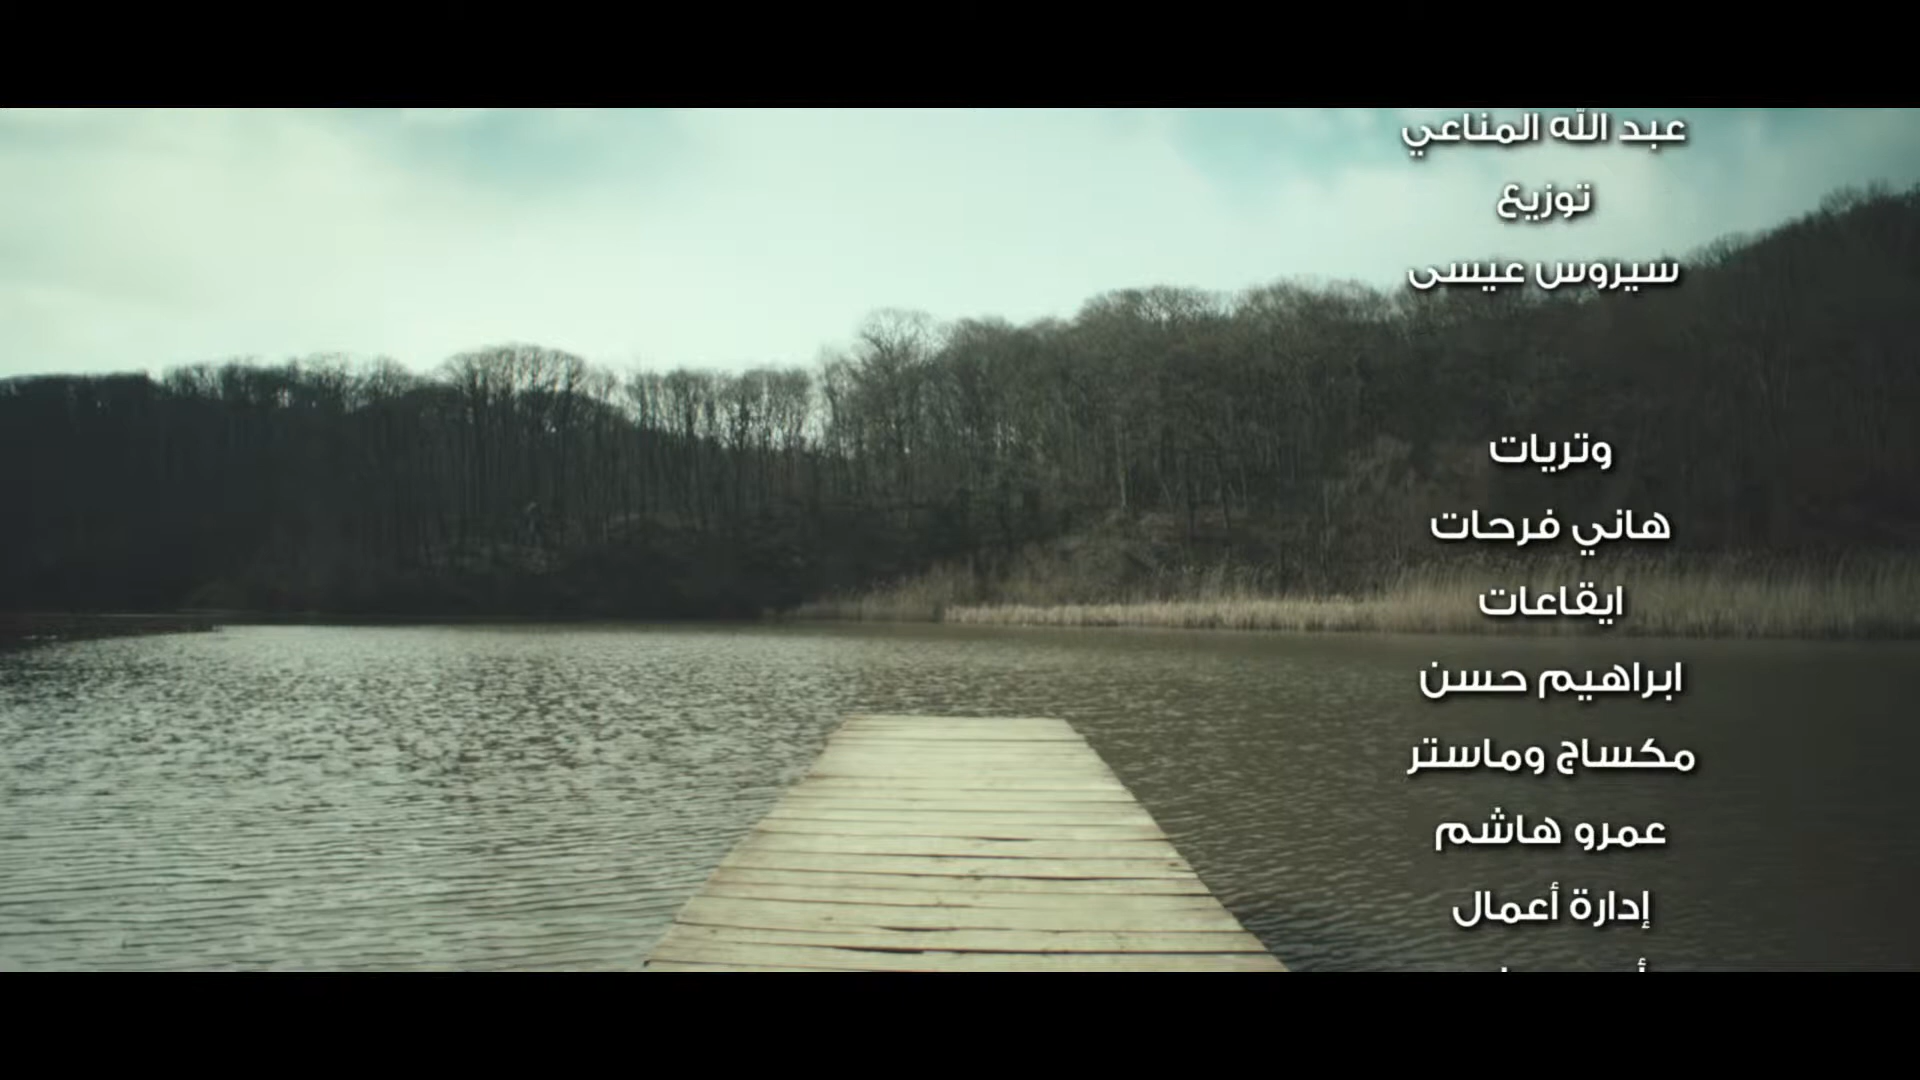 عبد الله المناعي
توزيع
سيروس عيسى
وتريات
هاني فرحات
ايقاعات
ابراهيم حسن
مكساج وماستر
عمرو هاشم
إدارة أعمال